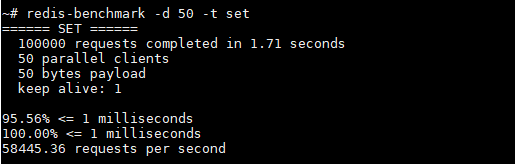 ~# redis-benchmark -d 50 -t set
====== SET ======
100000 requests completed in 1.71 seconds
50 parallel clients
50 bytes payload
keep alive: 1
95.56% <= 1 milliseconds
100.00% <= 1 milliseconds
58445.36 requests per second